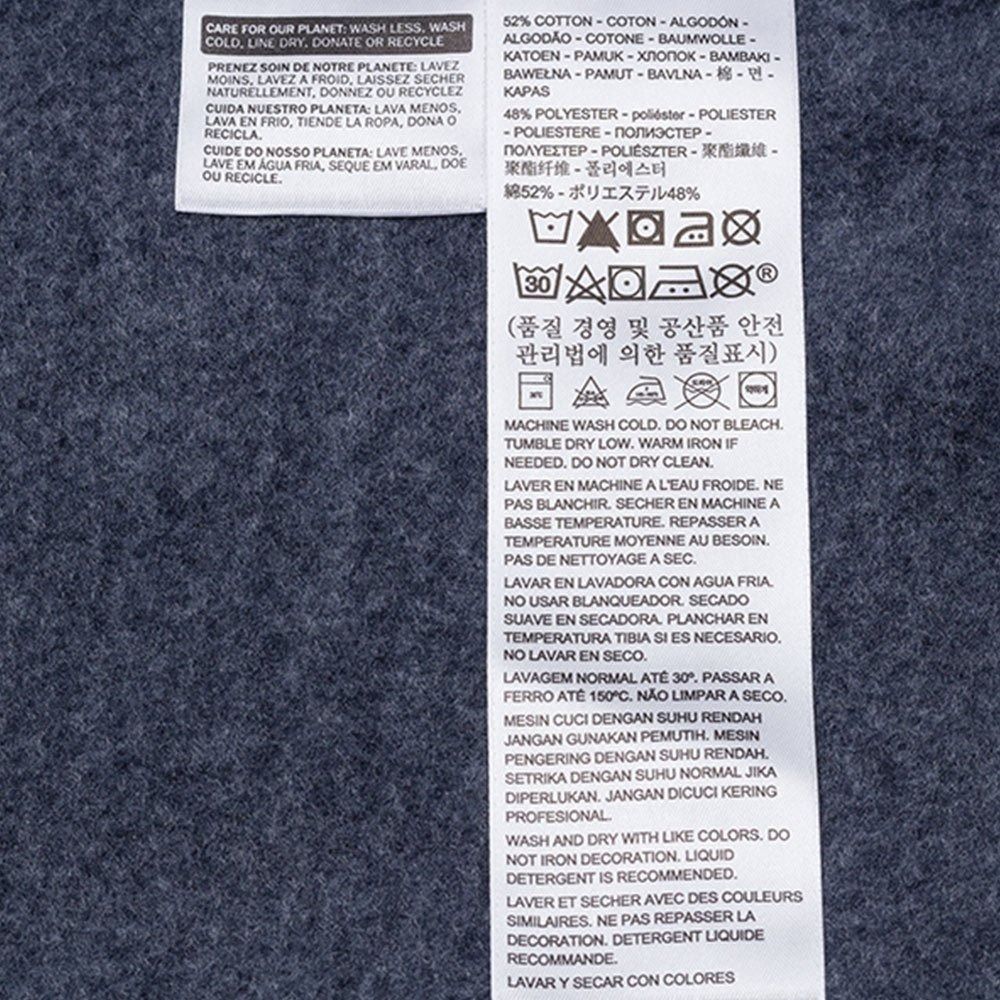 CARE FOR OUR PLANET: WASH LESS, WASH
COLD, LINE DRY, DONATE OR RECYCLE
PRENEZ SOIN DE NOTRE PLANETE: LAVEZ
MOINS, LAVEZ A FROID, LAISSEZ SECHER
NATURELLEMENT, DONNEZ OU RECYCLEZ
CUIDA NUESTRO PLANETA: LAVA MENOS,
LAVA EN FRIO, TIENDE LA ROPA, DONA O
RECICLA.
CUIDE DO NOSSO PLANETA: LAVE MENOS,
LAVE EM ÁGUA FRIA, SEQUE EM VARAL, DOE
OU RECICLE.
52% COTTON - COTON - ALGODÓN -
ALGODÃO - COTONE - BAUMWOLLE -
KATOEN - PAMUK - ХЛОПОК - BAMBAKI -
BAWEŁNA - PAMUT - BAVLNA - 棉 - 면 -
KAPAS
48% POLYESTER - poliéster - POLIESTER
- POLIESTERE - ПОЛИЭСТЕР -
ΠΟΛΥΕΣΤΕΡ - POLIÉSZTER - 聚酯纖維 -
聚酯纤维 - 폴리에스터
綿52% - ポリエステル48%
30 ®
(품질 경영 및 공산품 안전
관리법에 의한 품질표시)
드라이 약하게
MACHINE WASH COLD. DO NOT BLEACH.
TUMBLE DRY LOW. WARM IRON IF
NEEDED. DO NOT DRY CLEAN.
LAVER EN MACHINE A L'EAU FROIDE. NE
PAS BLANCHIR. SECHER EN MACHINE A
BASSE TEMPERATURE. REPASSER A
TEMPERATURE MOYENNE AU BESOIN.
PAS DE NETTOYAGE A SEC.
LAVAR EN LAVADORA CON AGUA FRIA.
NO USAR BLANQUEADOR. SECADO
SUAVE EN SECADORA. PLANCHAR EN
TEMPERATURA TIBIA SI ES NECESARIO.
NO LAVAR EN SECO.
LAVAGEM NORMAL ATÉ 30º. PASSAR A
FERRO ATÉ 150ºC. NÃO LIMPAR A SECO.
MESIN CUCI DENGAN SUHU RENDAH
JANGAN GUNAKAN PEMUTIH. MESIN
PENGERING DENGAN SUHU RENDAH.
SETRIKA DENGAN SUHU NORMAL JIKA
DIPERLUKAN. JANGAN DICUCI KERING
PROFESIONAL.
WASH AND DRY WITH LIKE COLORS. DO
NOT IRON DECORATION. LIQUID
DETERGENT IS RECOMMENDED.
LAVER ET SECHER AVEC DES COULEURS
SIMILAIRES. NE PAS REPASSER LA
DECORATION. DETERGENT LIQUIDE
RECOMMANDE.
LAVAR Y SECAR CON COLORES